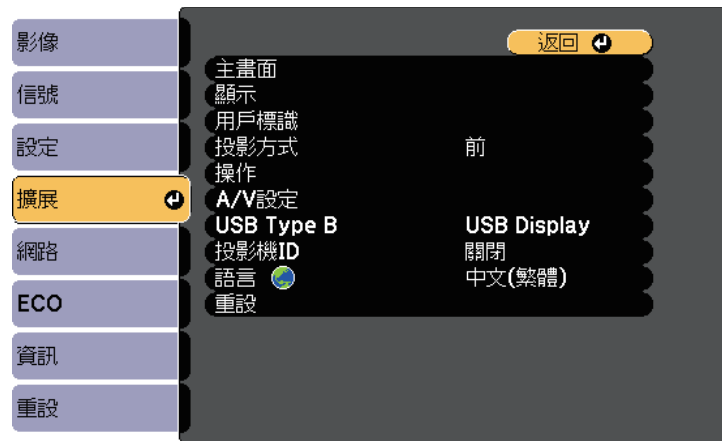 影像
信號
設定
擴展
網路
ECO
資訊
重設
返回
主畫面
顯示
用戶標識
投影方式 前
操作
A/V設定
USB Type B USB Display
投影機ID 關閉
語言 中文(繁體)
重設